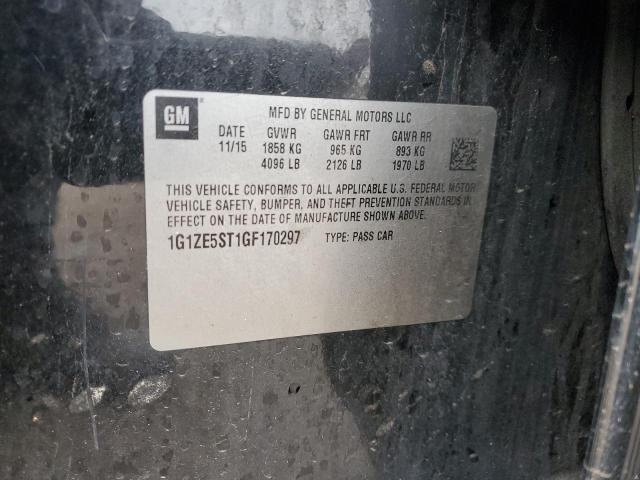 GM
MFD BY GENERAL MOTORS LLC
DATE GVWR GAWR FRT GAWR RR
11/15 1858 KG 965 KG 893 KG
4096 LB 2126 LB 1970 LB
THIS VEHICLE CONFORMS TO ALL APPLICABLE U.S. FEDERAL MOTOR
VEHICLE SAFETY, BUMPER, AND THEFT PREVENTION STANDARDS IN
EFFECT ON THE DATE OF MANUFACTURE SHOWN ABOVE.
1G1ZE5ST1GF170297 TYPE: PASS CAR